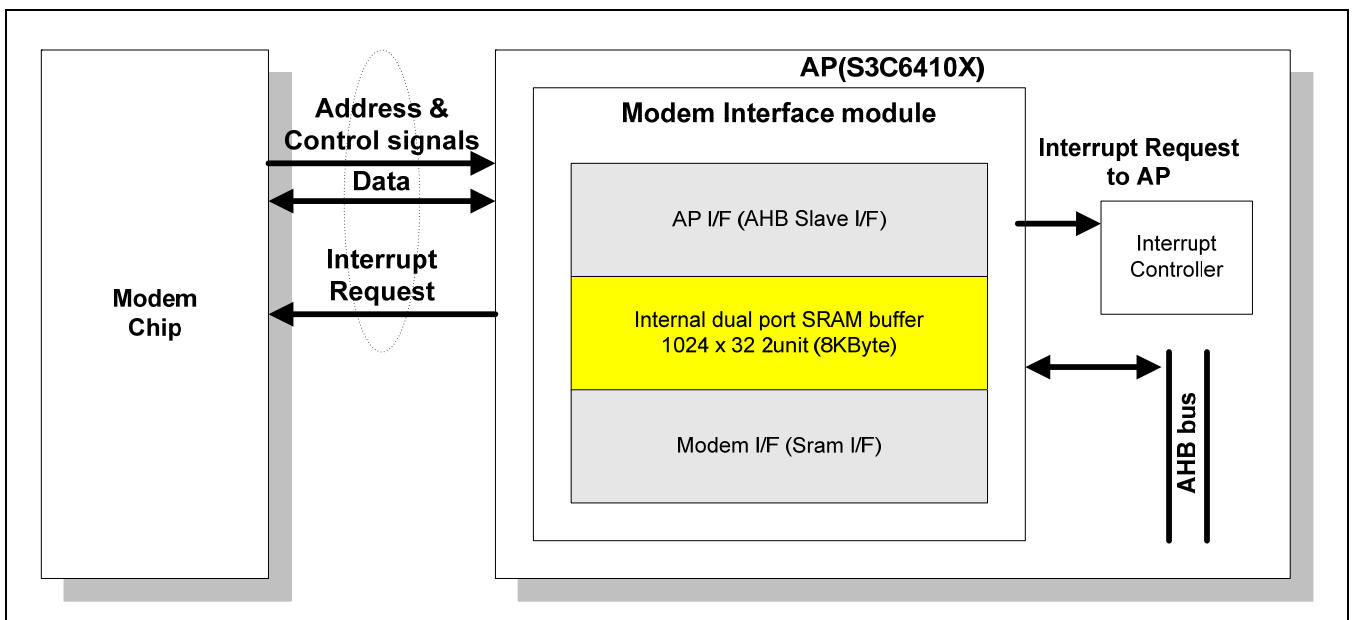 AP(S3C6410X)
Modem Interface module
Address &
Control signals
Data
Interrupt
Request
Modem
Chip
AP I/F (AHB Slave I/F)
Internal dual port SRAM buffer
1024 x 32 2unit (8KByte)
Modem I/F (Sram I/F)
Interrupt Request
to AP
Interrupt
Controller
AHB bus